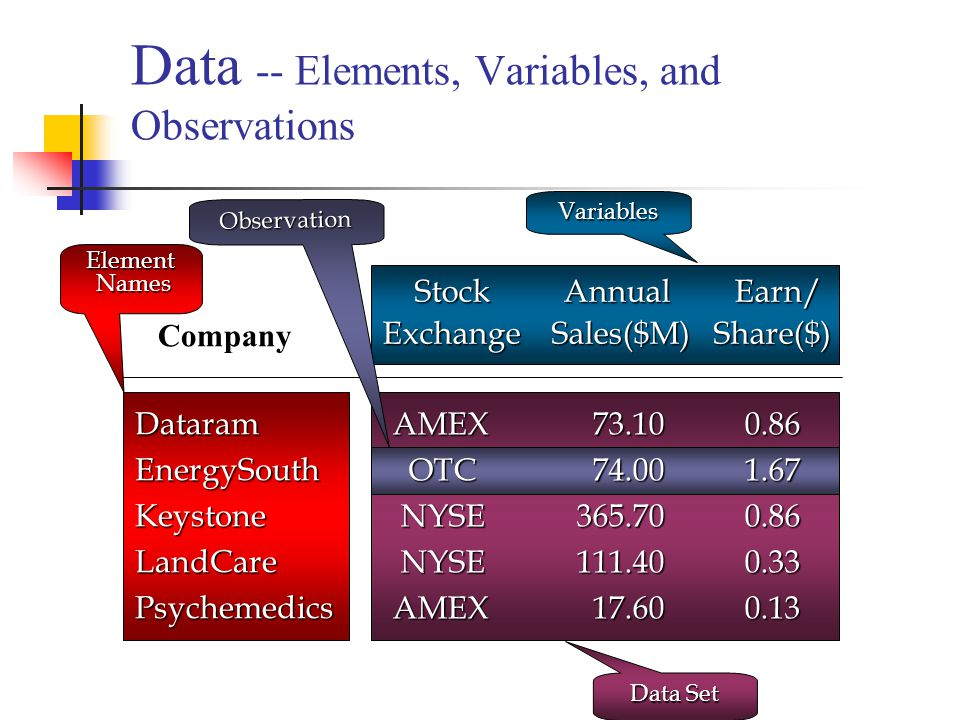 Data -- Elements, Variables, and
Observations
Observation
Variables
Element
Names
Stock Annual Earn/
Company Exchange Sales($M) Share($)
Dataram AMEX 73.10 0.86
EnergySouth OTC 74.00 1.67
Keystone NYSE 365.70 0.86
LandCare NYSE 111.40 0.33
Psychemedics AMEX 17.60 0.13
Data Set